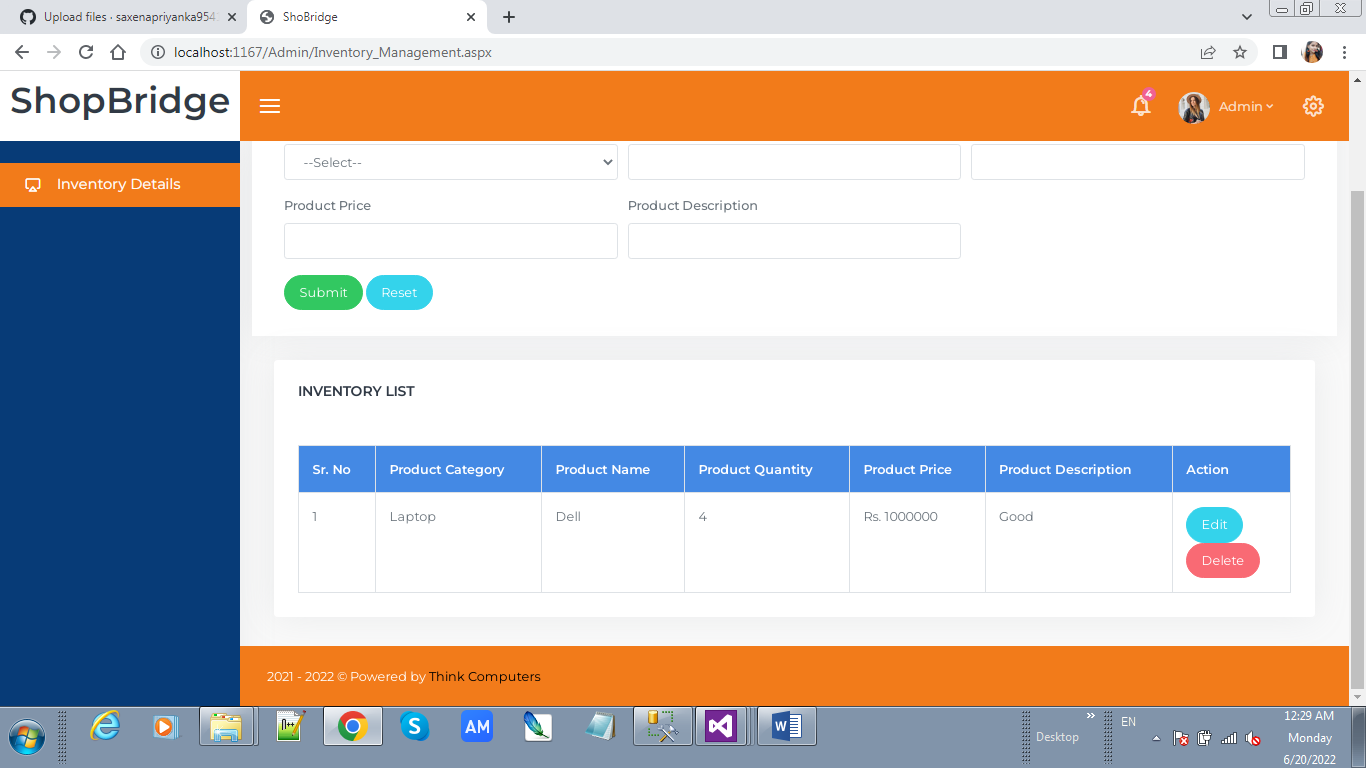 Upload files · saxenapriyanka954
ShoBridge
localhost:1167/Admin/Inventory_Management.aspx
ShopBridge
4
Admin
Inventory Details
--Select--
Product Price
Product Description
Submit
Reset
INVENTORY LIST
Sr. No
Product Category
Product Name
Product Quantity
Product Price
Product Description
Action
1
Laptop
Dell
4
Rs. 1000000
Good
Edit
Delete
2021 - 2022 © Powered by Think Computers
AM
Desktop
EN
12:29 AM
Monday
6/20/2022